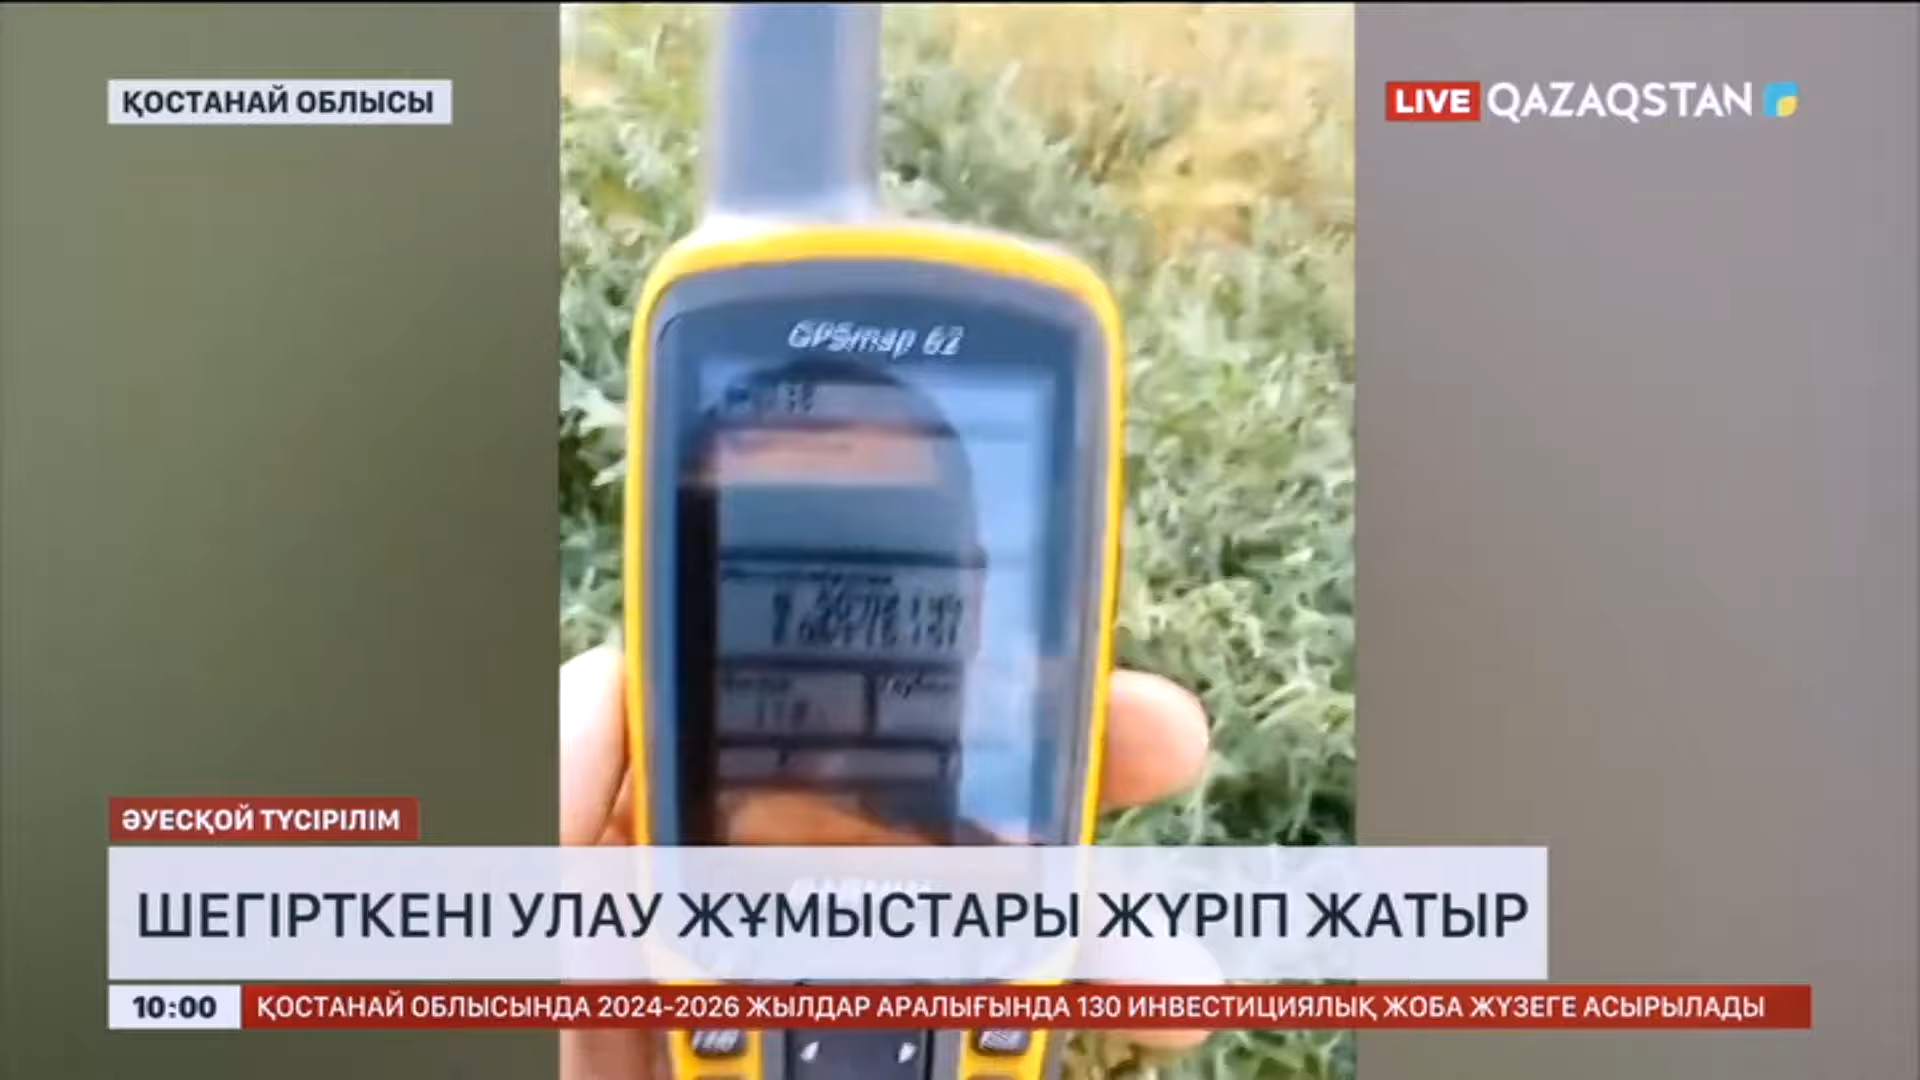 ҚОСТАНАЙ ОБЛЫСЫ
LIVE QAZAQSTAN
GPSmap 62
ӘУЕСҚОЙ ТҮСІРІЛІМ
ШЕГІРТКЕНІ УЛАУ ЖҰМЫСТАРЫ ЖҮРІП ЖАТЫР
10:00 ҚОСТАНАЙ ОБЛЫСЫНДА 2024-2026 ЖЫЛДАР АРАЛЫҒЫНДА 130 ИНВЕСТИЦИЯЛЫҚ ЖОБА ЖҮЗЕГЕ АСЫРЫЛАДЫ